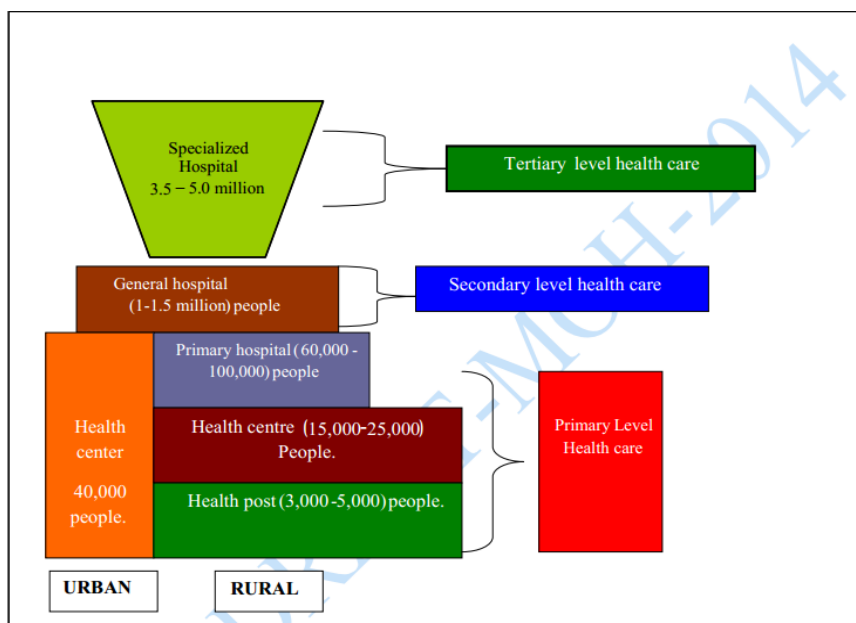 Specialized
Hospital
3.5 – 5.0 million
Tertiary level health care
General hospital
(1-1.5 million) people
Secondary level health care
Primary hospital (60,000 -
100,000) people
Health centre (15,000-25,000)
People.
Health post (3,000 -5,000) people.
Health
center
40,000
people.
Primary Level
Health care
URBAN
RURAL